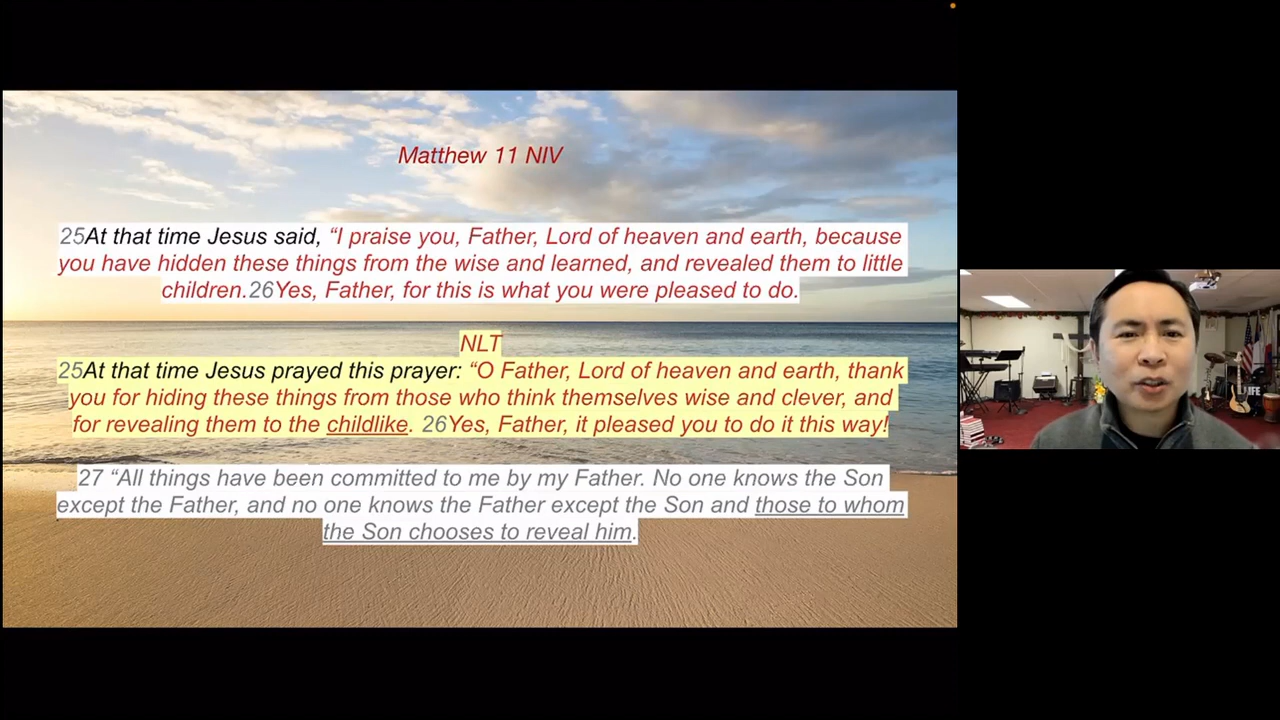 Matthew 11 NIV
25At that time Jesus said, “I praise you, Father, Lord of heaven and earth, because
you have hidden these things from the wise and learned, and revealed them to little
children.26Yes, Father, for this is what you were pleased to do.
NLT
25At that time Jesus prayed this prayer: “O Father, Lord of heaven and earth, thank
you for hiding these things from those who think themselves wise and clever, and
for revealing them to the childlike. 26Yes, Father, it pleased you to do it this way!
27 “All things have been committed to me by my Father. No one knows the Son
except the Father, and no one knows the Father except the Son and those to whom
the Son chooses to reveal him.